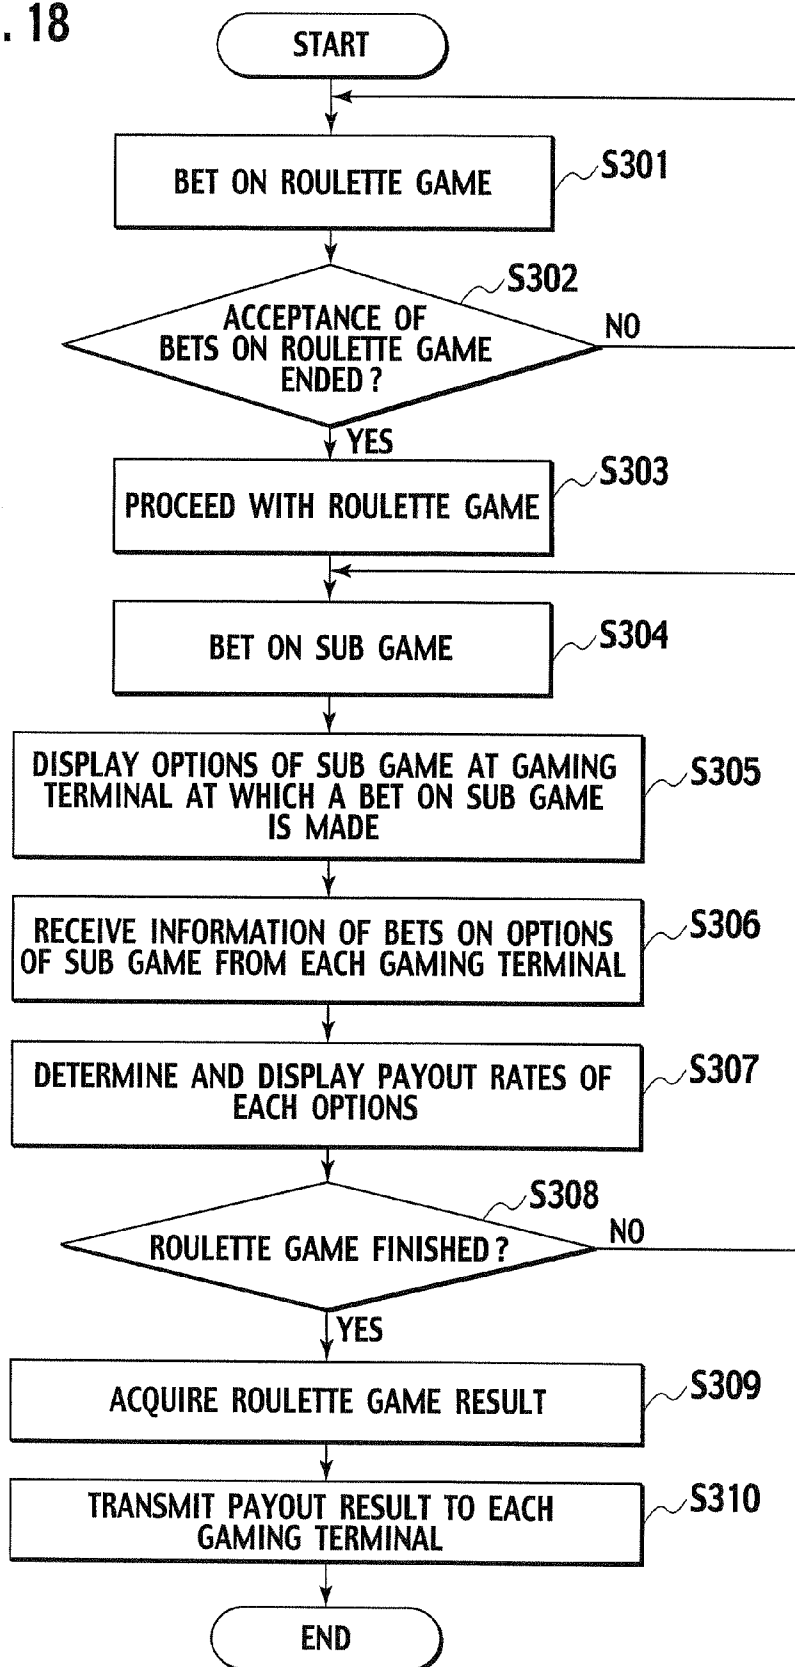 . 18
START
BET ON ROULETTE GAME
S301
S302
ACCEPTANCE OF
BETS ON ROULETTE GAME
ENDED?
NO
YES
S303
PROCEED WITH ROULETTE GAME
BET ON SUB GAME
S304
DISPLAY OPTIONS OF SUB GAME AT GAMING
TERMINAL AT WHICH A BET ON SUB GAME
IS MADE
S305
RECEIVE INFORMATION OF BETS ON OPTIONS
OF SUB GAME FROM EACH GAMING TERMINAL
S306
DETERMINE AND DISPLAY PAYOUT RATES OF
EACH OPTIONS
S307
S308
ROULETTE GAME FINISHED?
NO
YES
ACQUIRE ROULETTE GAME RESULT
S309
TRANSMIT PAYOUT RESULT TO EACH
GAMING TERMINAL
S310
END